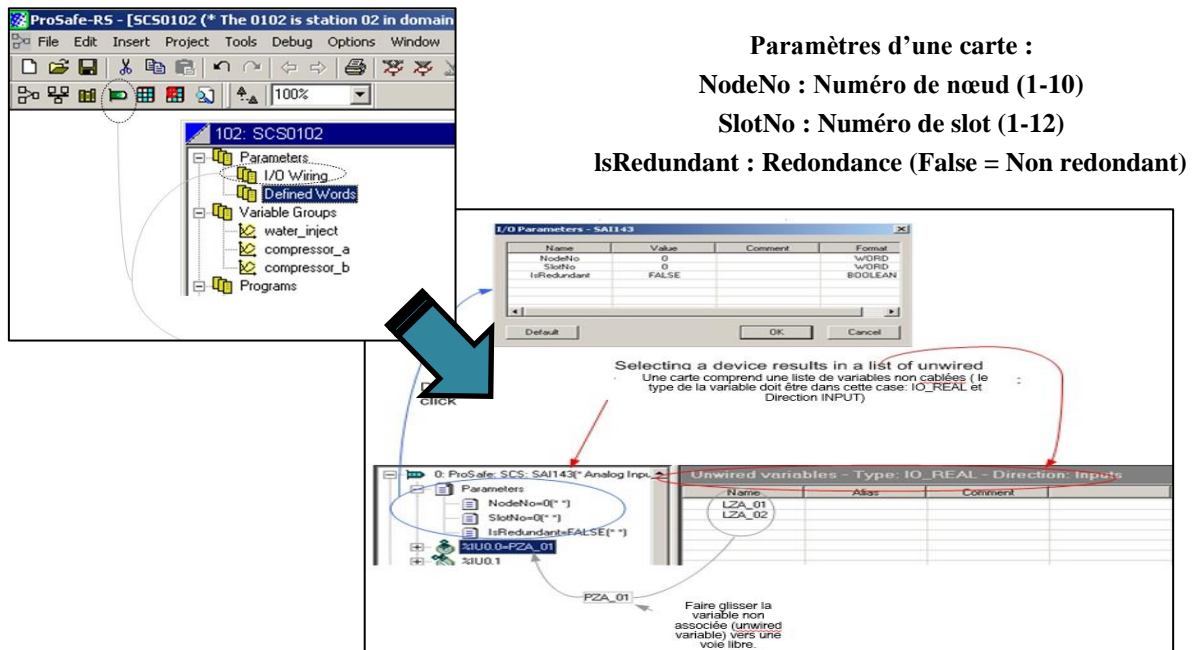 ProSafe-RS - [SCS0102 (* The 0102 is station 02 in domain
File Edit Insert Project Tools Debug Options Window
100%
102: SCS0102
Parameters
I/O Wiring
Defined Words
Variable Groups
water_inject
compressor_a
compressor_b
Programs
Paramètres d’une carte :
NodeNo : Numéro de nœud (1-10)
SlotNo : Numéro de slot (1-12)
lsRedundant : Redondance (False = Non redondant)
I/O Parameters - SAI143
Name Value Comment Format
NodeNo 0 WORD
SlotNo 0 WORD
IsRedundant FALSE BOOLEAN
Default OK Cancel
Selecting a device results in a list of unwired
Une carte comprend une liste de variables non cablées ( le :
type de la variable doit être dans cette case: IO_REAL et
Direction INPUT)
click
0: ProSafe: SCS: SAI143(* Analog Inpu
Parameters
NodeNo=0(* *)
SlotNo=0(* *)
IsRedundant=FALSE(* *)
%IU0.0=PZA_01
%IU0.1
Unwired variables - Type: IO_REAL - Direction: Inputs
Name Alias Comment
LZA_01
LZA_02
PZA_01
Faire glisser la
variable non
associée (unwired
variable) vers une
voie libre.